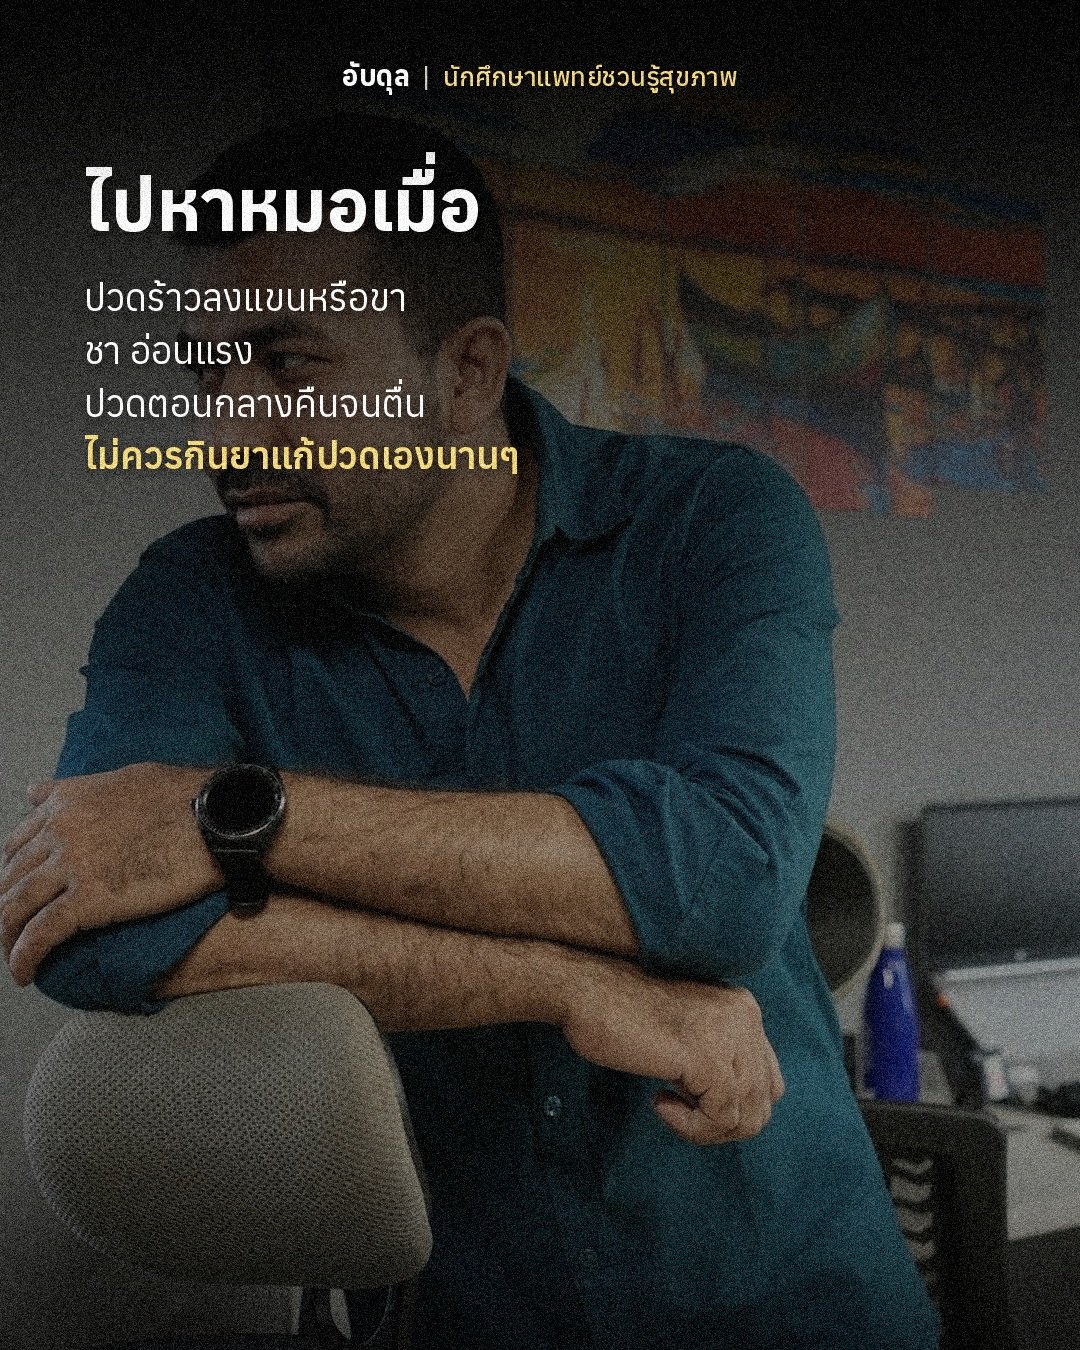 อับดุล | นักศึกษาแพทย์ชวนรู้สุขภาพ
ไปหาหมอเมื่อ
ปวดร้าวลงแขนหรือขา
ชา อ่อนแรง
ปวดตอนกลางคืนจนตื่น
ไม่ควรกินยาแก้ปวดเองนานๆ